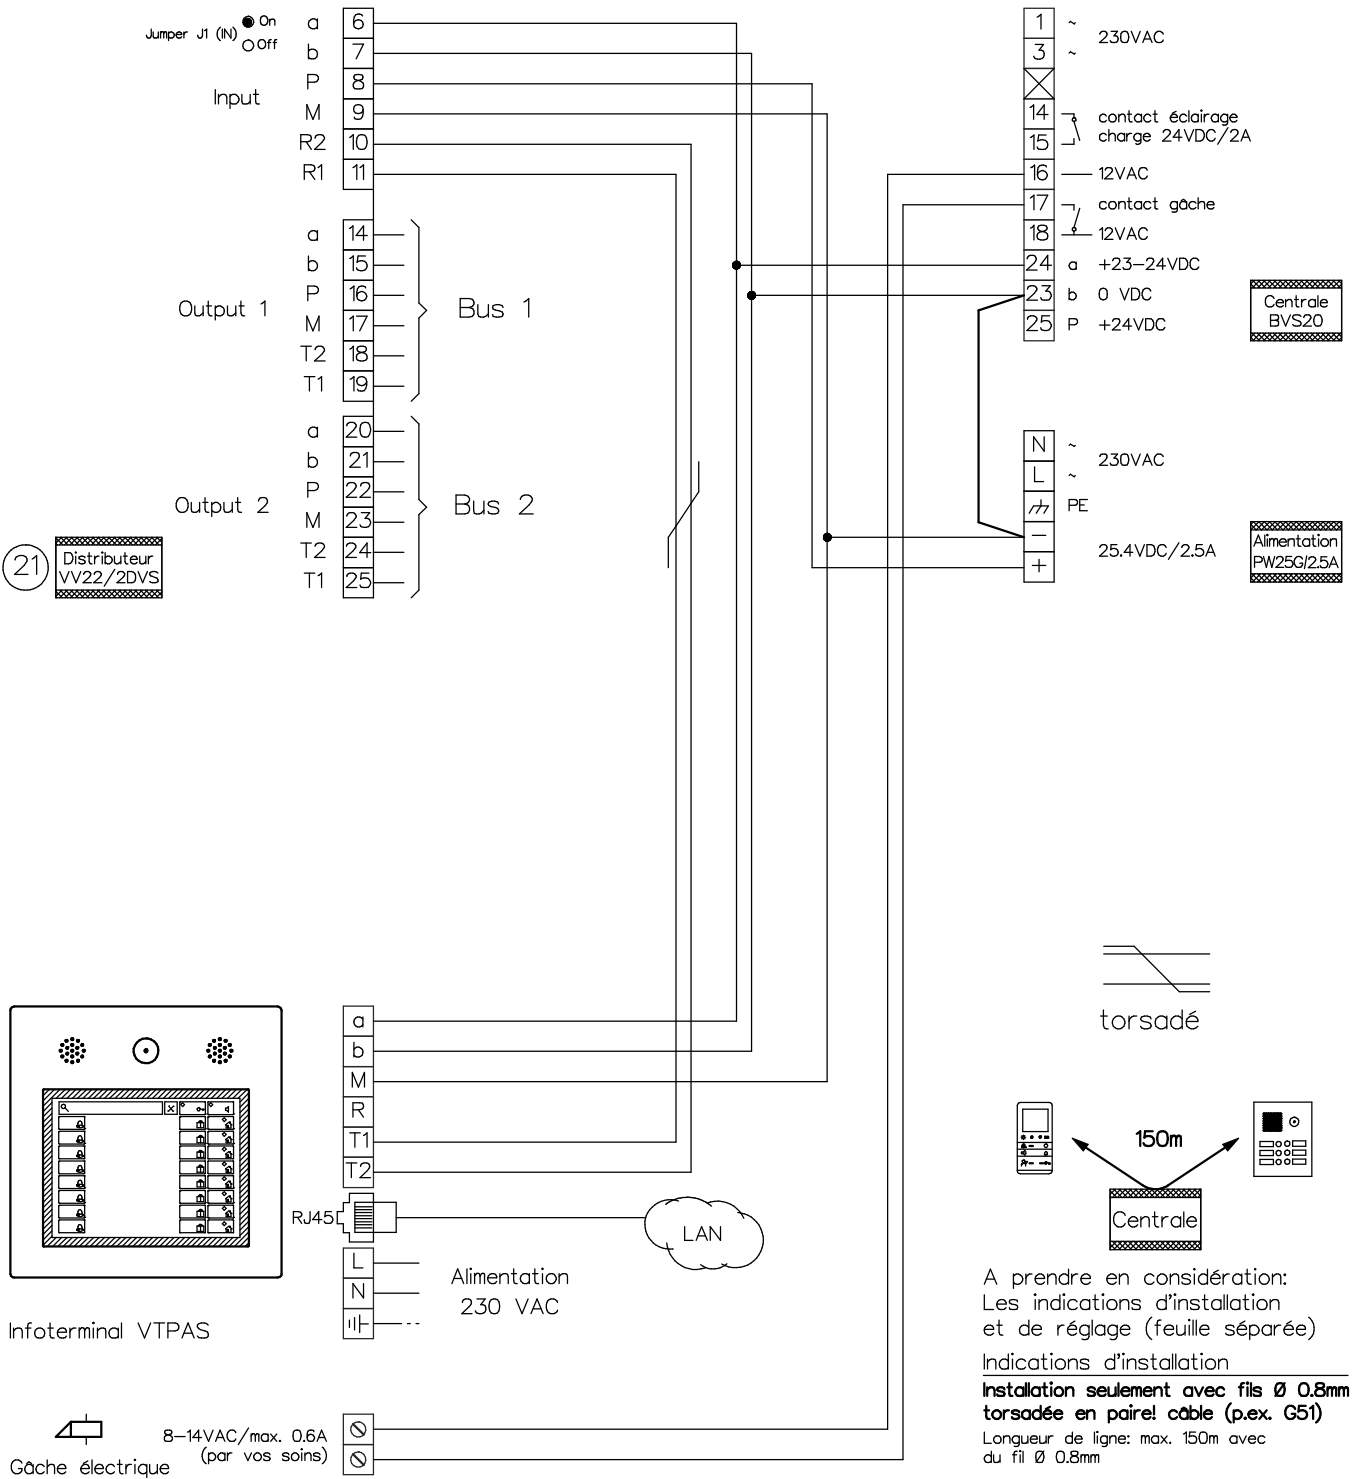 Jumper J1 (IN)
On
Off
Input
a 6
b 7
P 8
M 9
R2 10
R1 11
Output 1
a 14
b 15
P 16
M 17
T2 18
T1 19
Bus 1
Output 2
a 20
b 21
P 22
M 23
T2 24
T1 25
Bus 2
21
Distributeur
VV22/2DVS
1 ~
3 ~
230VAC
14
15
contact éclairage
charge 24VDC/2A
16 12VAC
17 contact gâche
18 12VAC
24 a +23-24VDC
23 b 0 VDC
25 P +24VDC
Centrale
BVS20
N ~
L ~
230VAC
PE
-
+
25.4VDC/2.5A
Alimentation
PW25G/2.5A
torsadé
a
b
M
R
T1
T2
RJ45
LAN
L
N
Alimentation
230 VAC
Infoterminal VTPAS
8-14VAC/max. 0.6A
(par vos soins)
Gâche électrique
150m
Centrale
A prendre en considération:
Les indications d'installation
et de réglage (feuille séparée)
Indications d'installation
Installation seulement avec fils Ø 0.8mm
torsadée en paire! câble (p.ex. G51)
Longueur de ligne: max. 150m avec
du fil Ø 0.8mm